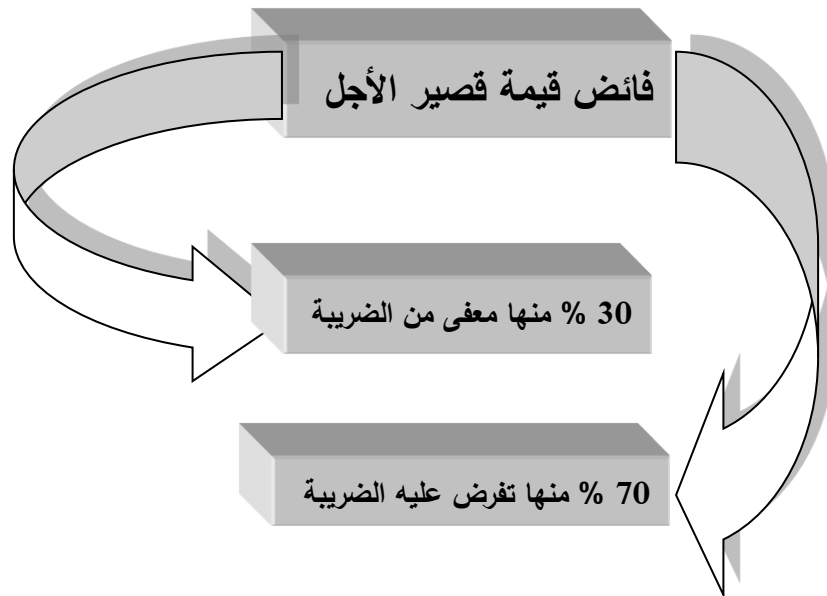 فائض قيمة قصير الأجل
30 % منها معفى من الضريبة
70 % منها تفرض عليه الضريبة